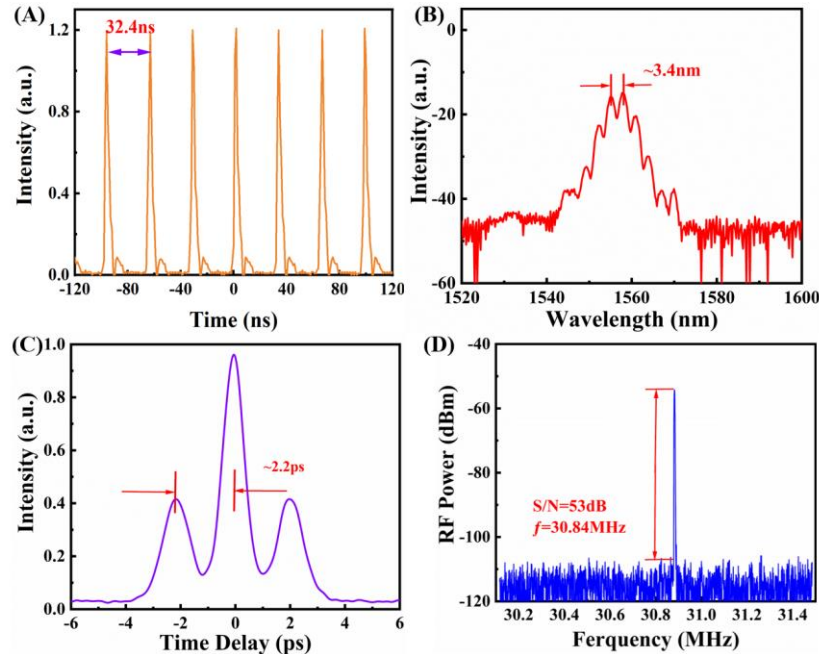 (A)
32.4ns
1.2
0.8
0.4
0.0
Intensity (a.u.)
-120 -80 -40 0 40 80 120
Time (ns)
(B)
~3.4nm
0
-20
-40
-60
Intensity (a.u.)
1520 1540 1560 1580 1600
Wavelength (nm)
(C)
1.0
0.8
0.6
0.4
0.2
0.0
Intensity (a.u.)
~2.2ps
-6 -4 -2 0 2 4 6
Time Delay (ps)
(D)
-40
-60
-80
-100
-120
RF Power (dBm)
S/N=53dB
f=30.84MHz
30.2 30.4 30.6 30.8 31.0 31.2 31.4
Ferquency (MHz)